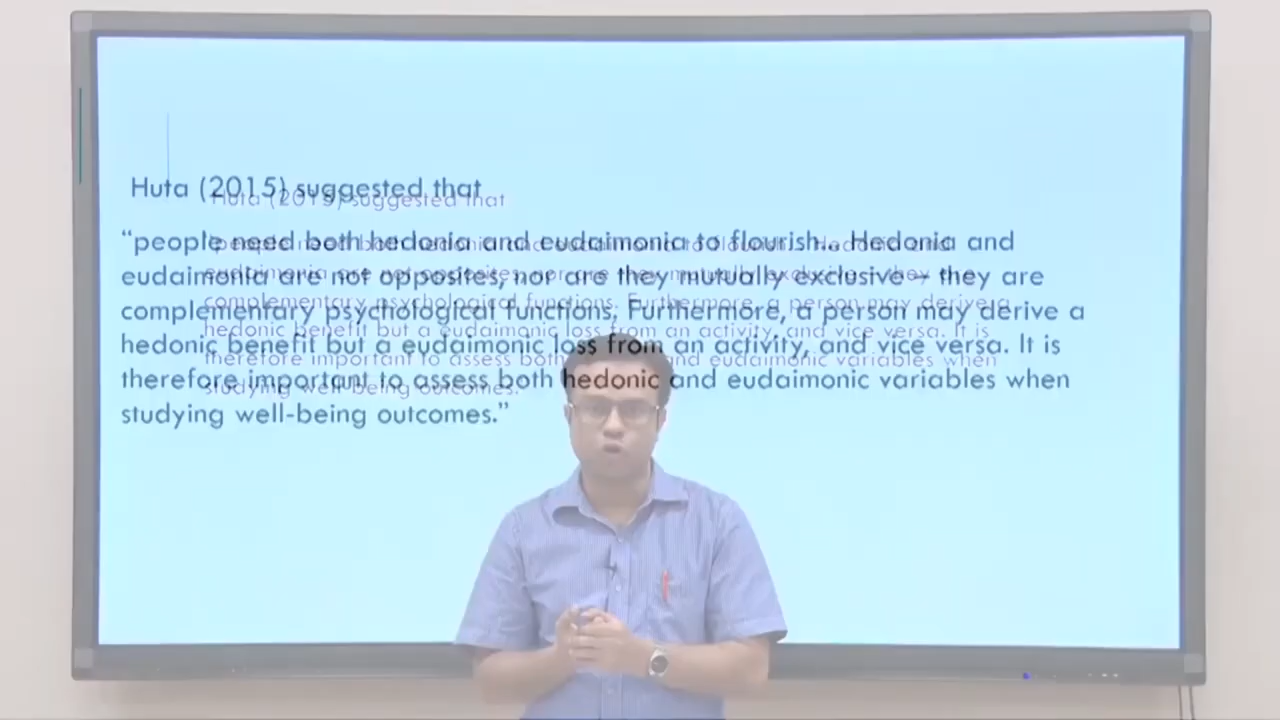 Huta (2015) suggested that
“people need both hedonia and eudaimonia to flourish... Hedonia and
eudaimonia are not opposites, nor are they mutually exclusive – they are
complementary psychological functions. Furthermore, a person may derive a
hedonic benefit but a eudaimonic loss from an activity, and vice versa. It is
therefore important to assess both hedonic and eudaimonic variables when
studying well-being outcomes.”